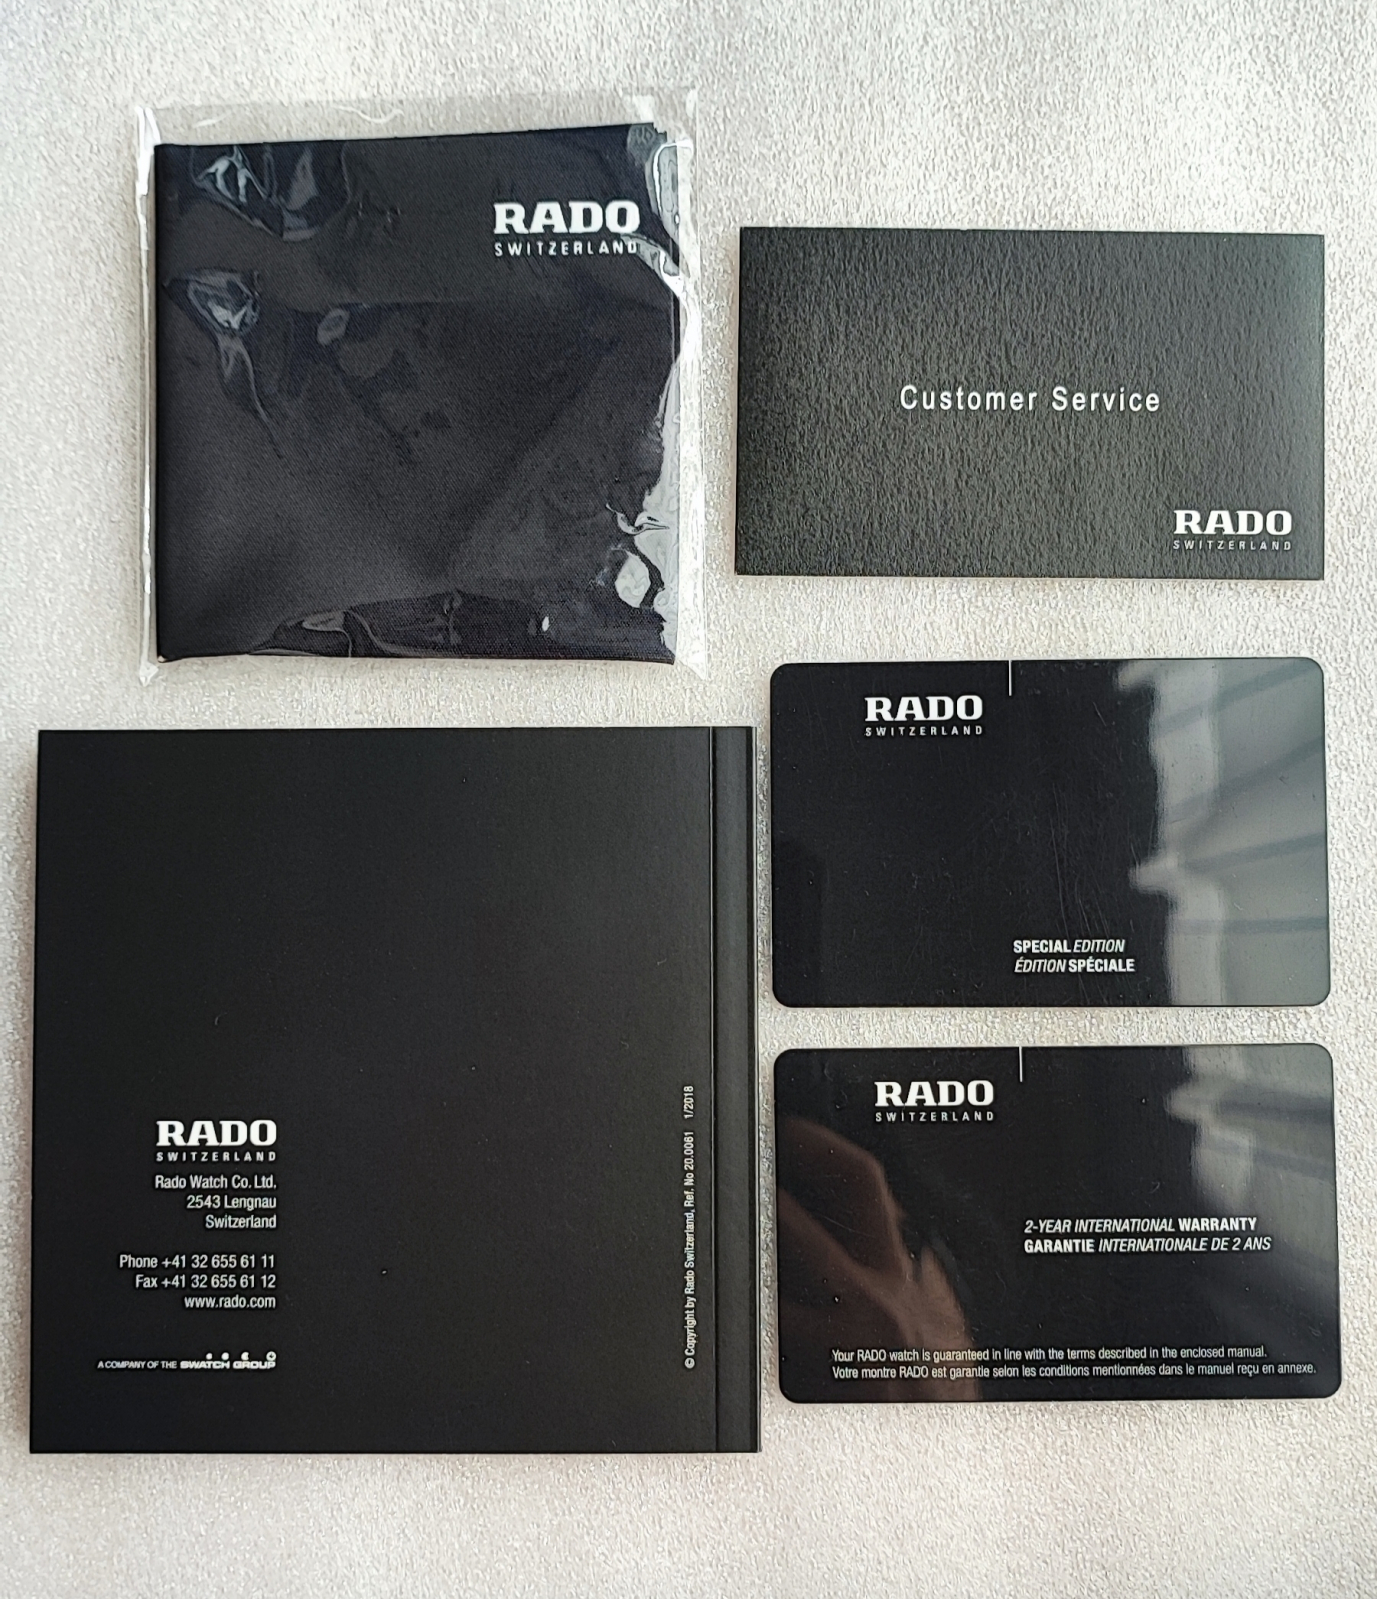 RADO
SWITZERLAND
Customer Service
RADO
SWITZERLAND
RADO
SWITZERLAND
SPECIAL EDITION
ÉDITION SPÉCIALE
RADO
SWITZERLAND
Rado Watch Co. Ltd.
2543 Lengnau
Switzerland
Phone +41 32 655 61 11
Fax +41 32 655 61 12
www.rado.com
A COMPANY OF THE SWATCH GROUP
© Copyright by Rado Switzerland, Ref. No 20.0061 1/2018
RADO
SWITZERLAND
2-YEAR INTERNATIONAL WARRANTY
GARANTIE INTERNATIONALE DE 2 ANS
Your RADO watch is guaranteed in line with the terms described in the enclosed manual.
Votre montre RADO est garantie selon les conditions mentionnées dans le manuel reçu en annexe.